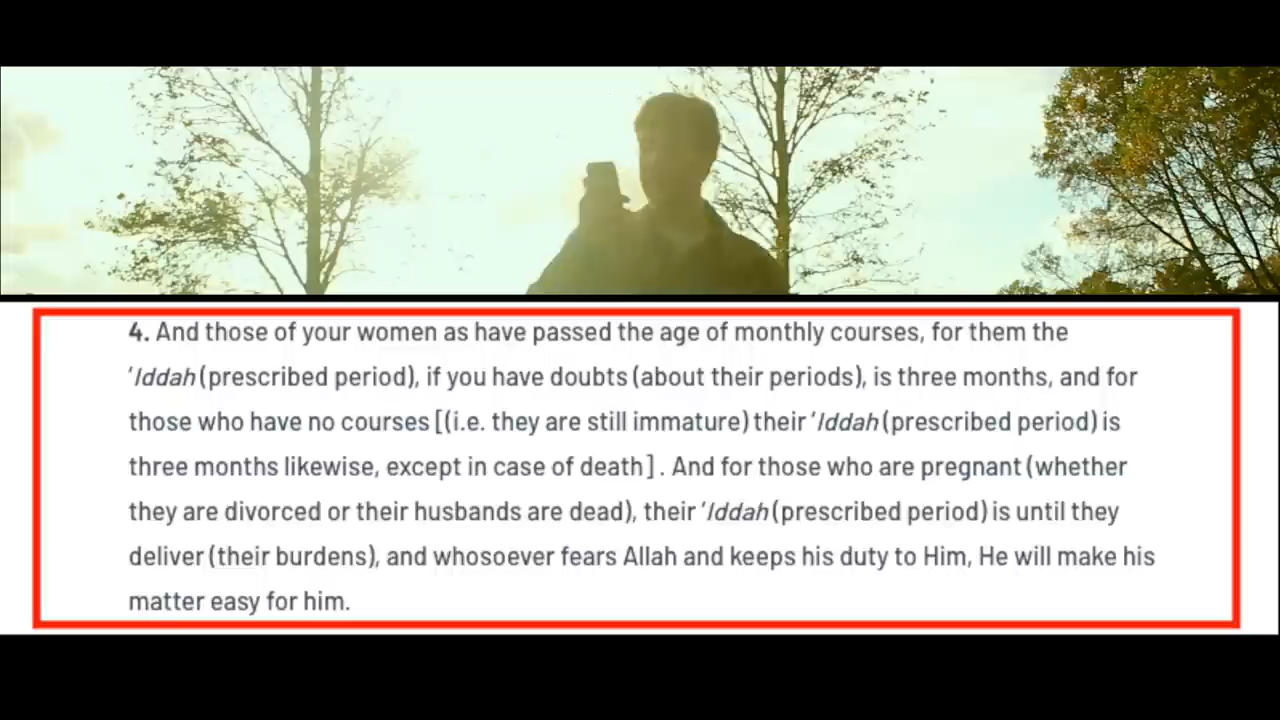 4. And those of your women as have passed the age of monthly courses, for them the
'Iddah (prescribed period), if you have doubts (about their periods), is three months, and for
those who have no courses [(i.e. they are still immature) their 'Iddah (prescribed period) is
three months likewise, except in case of death] . And for those who are pregnant (whether
they are divorced or their husbands are dead), their 'Iddah (prescribed period) is until they
deliver (their burdens), and whosoever fears Allah and keeps his duty to Him, He will make his
matter easy for him.